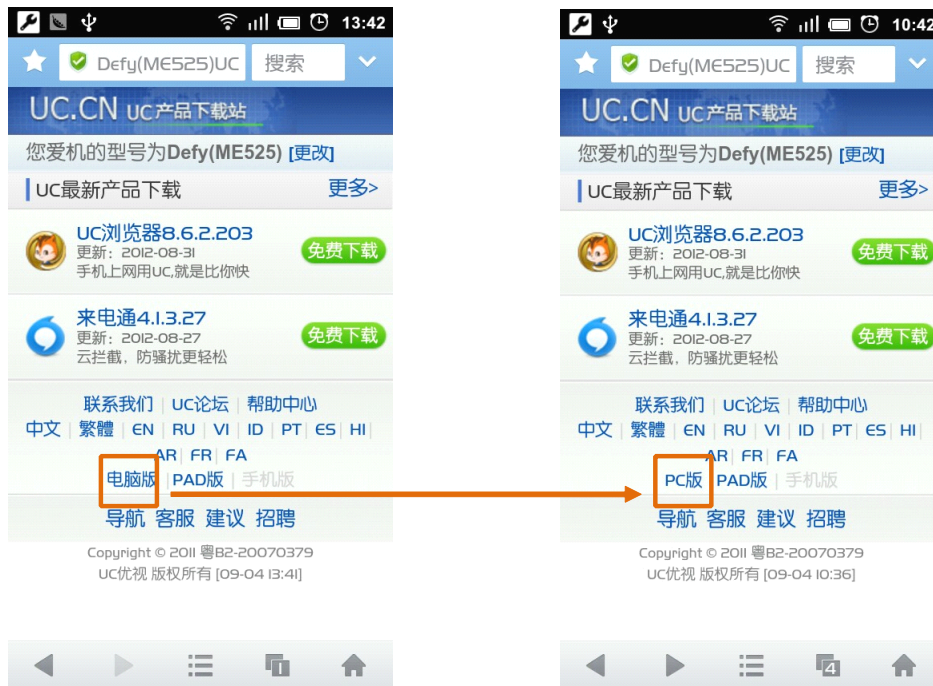 13:42
Defy(ME525)UC 搜索
UC.CN UC产品下载站
您爱机的型号为Defy(ME525) [更改]
UC最新产品下载 更多>
UC浏览器8.6.2.203
更新：2012-08-31
手机上网用UC,就是比你快
免费下载
来电通4.1.3.27
更新：2012-08-27
云拦截，防骚扰更轻松
免费下载
联系我们 | UC论坛 | 帮助中心
中文 | 繁體 | EN | RU | VI | ID | PT | ES | HI |
AR | FR | FA
电脑版 | PAD版 | 手机版
导航 客服 建议 招聘
Copyright © 2011 粤B2-20070379
UC优视 版权所有 [09-04 13:41]
1
10:42
Defy(ME525)UC 搜索
UC.CN UC产品下载站
您爱机的型号为Defy(ME525) [更改]
UC最新产品下载 更多>
UC浏览器8.6.2.203
更新：2012-08-31
手机上网用UC,就是比你快
免费下载
来电通4.1.3.27
更新：2012-08-27
云拦截，防骚扰更轻松
免费下载
联系我们 | UC论坛 | 帮助中心
中文 | 繁體 | EN | RU | VI | ID | PT | ES | HI |
AR | FR | FA
PC版 PAD版 | 手机版
导航 客服 建议 招聘
Copyright © 2011 粤B2-20070379
UC优视 版权所有 [09-04 10:36]
4